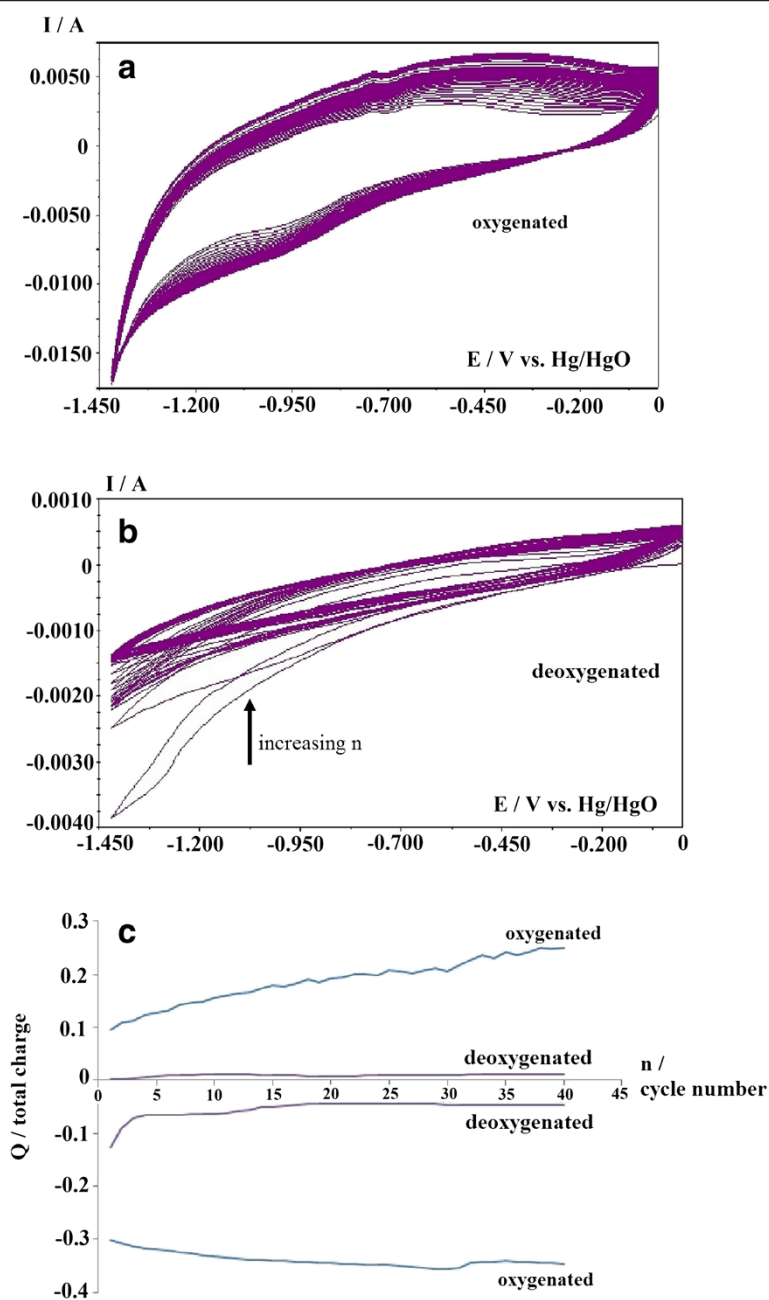 I / A
a
0.0050
0
-0.0050
-0.0100
-0.0150
oxygenated
E / V vs. Hg/HgO
-1.450 -1.200 -0.950 -0.700 -0.450 -0.200 0
I / A
b
0.0010
0
-0.0010
-0.0020
-0.0030
-0.0040
deoxygenated
increasing n
E / V vs. Hg/HgO
-1.450 -1.200 -0.950 -0.700 -0.450 -0.200 0
c
Q / total charge
0.3
0.2
0.1
0
-0.1
-0.2
-0.3
-0.4
oxygenated
deoxygenated
n /
cycle number
5 10 15 20 25 30 35 40 45
deoxygenated
oxygenated